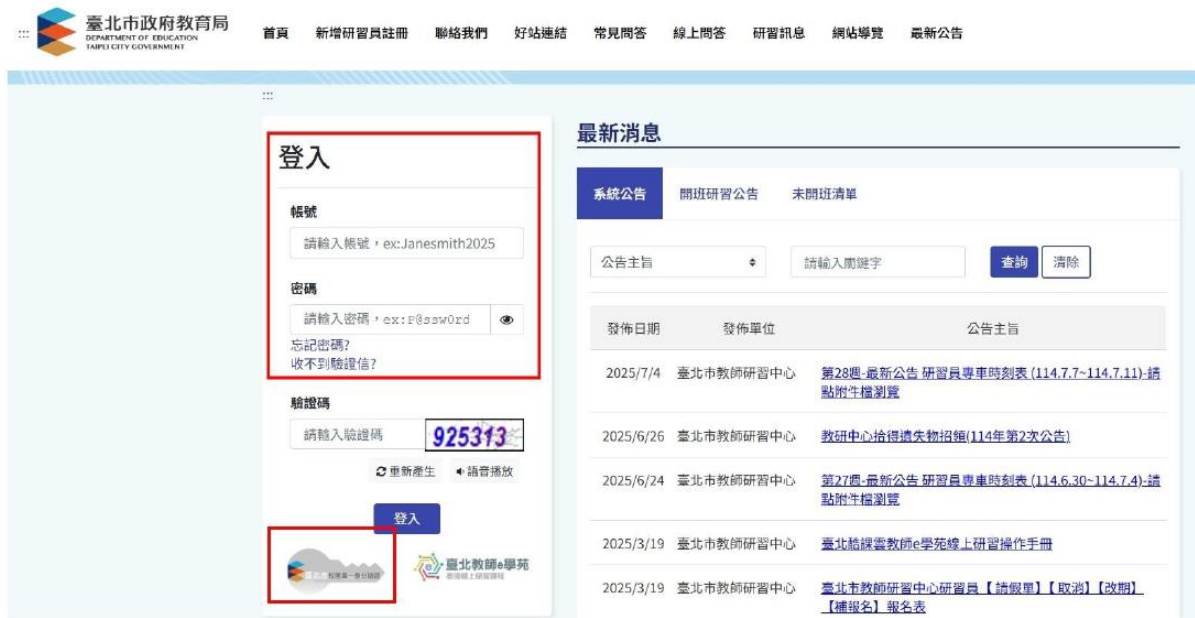 臺北市政府教育局
DEPARTMENT OF EDUCATION
TAIPEI CITY GOVERNMENT
首頁 新增研習員註冊 聯絡我們 好站連結 常見問答 線上問答 研習訊息 網站導覽 最新公告
登入
帳號
請輸入帳號，ex:Janesmith2025
密碼
請輸入密碼，ex:P@ssw0rd
忘記密碼?
收不到驗證信?
驗證碼
請輸入驗證碼 925313
重新產生 語音播放
登入
臺北市校園單一身分驗證
臺北教師e學苑
最新消息
系統公告 開班研習公告 未開班清單
公告主旨 請輸入關鍵字 查詢 清除
發佈日期 發佈單位 公告主旨
2025/7/4 臺北市教師研習中心 第28週-最新公告 研習員專車時刻表 (114.7.7~114.7.11)-請
點附件檔瀏覽
2025/6/26 臺北市教師研習中心 教研中心拾得遺失物招領(114年第2次公告)
2025/6/24 臺北市教師研習中心 第27週-最新公告 研習員專車時刻表 (114.6.30~114.7.4)-請
點附件檔瀏覽
2025/3/19 臺北市教師研習中心 臺北酷課雲教師e學苑線上研習操作手冊
2025/3/19 臺北市教師研習中心 臺北市教師研習中心研習員【 請假單】【 取消】【改期】
【補報名】報名表